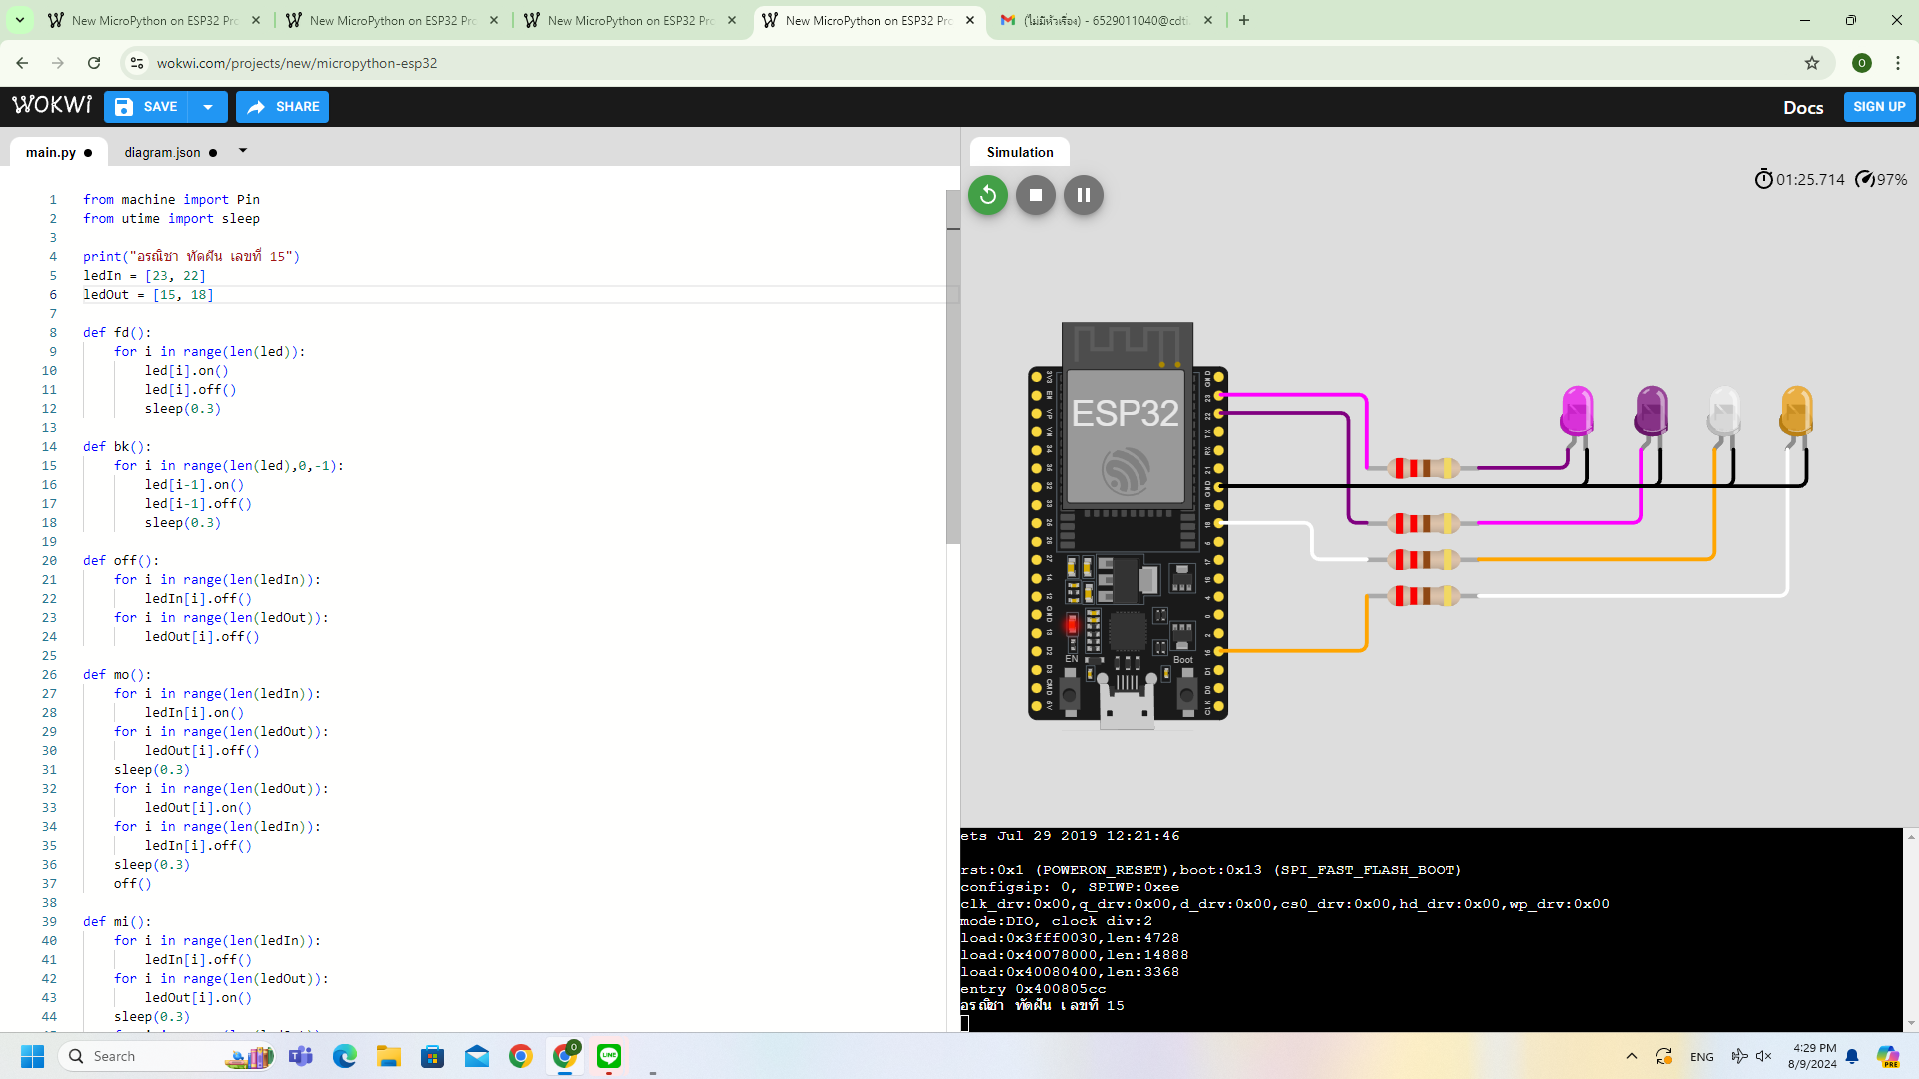 New MicroPython on ESP32 Pro
New MicroPython on ESP32 Pro
New MicroPython on ESP32 Pro
New MicroPython on ESP32 Pro
(ไม่มีหัวเรื่อง) - 6529011040@cdti
wokwi.com/projects/new/micropython-esp32
O
WOKWi
SAVE
SHARE
Docs
SIGN UP
main.py
diagram.json
Simulation
01:25.714
97%
1 from machine import Pin
2 from utime import sleep
3
4 print("อรณิชา ทัดฝัน เลขที่ 15")
5 ledIn = [23, 22]
6 ledOut = [15, 18]
7
8 def fd():
9 for i in range(len(led)):
10 led[i].on()
11 led[i].off()
12 sleep(0.3)
13
14 def bk():
15 for i in range(len(led),0,-1):
16 led[i-1].on()
17 led[i-1].off()
18 sleep(0.3)
19
20 def off():
21 for i in range(len(ledIn)):
22 ledIn[i].off()
23 for i in range(len(ledOut)):
24 ledOut[i].off()
25
26 def mo():
27 for i in range(len(ledIn)):
28 ledIn[i].on()
29 for i in range(len(ledOut)):
30 ledOut[i].off()
31 sleep(0.3)
32 for i in range(len(ledOut)):
33 ledOut[i].on()
34 for i in range(len(ledIn)):
35 ledIn[i].off()
36 sleep(0.3)
37 off()
38
39 def mi():
40 for i in range(len(ledIn)):
41 ledIn[i].off()
42 for i in range(len(ledOut)):
43 ledOut[i].on()
44 sleep(0.3)
ESP32
EN
Boot
ets Jul 29 2019 12:21:46
rst:0x1 (POWERON_RESET),boot:0x13 (SPI_FAST_FLASH_BOOT)
configsip: 0, SPIWP:0xee
clk_drv:0x00,q_drv:0x00,d_drv:0x00,cs0_drv:0x00,hd_drv:0x00,wp_drv:0x00
mode:DIO, clock div:2
load:0x3fff0030,len:4728
load:0x40078000,len:14888
load:0x40080400,len:3368
entry 0x400805cc
อรณิชา ทัดฝัน เลขที่ 15
Search
ENG
4:29 PM
8/9/2024